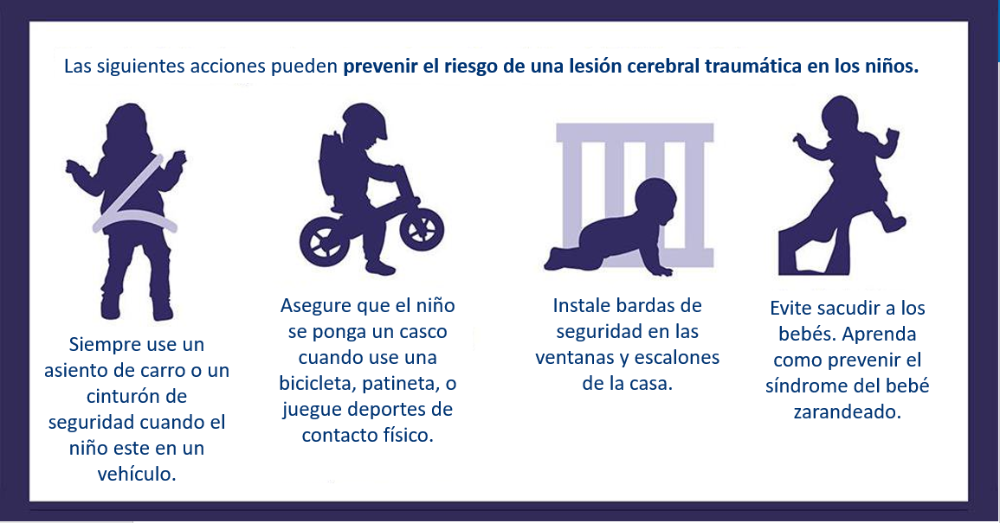 Las siguientes acciones pueden prevenir el riesgo de una lesión cerebral traumática en los niños.
Siempre use un
asiento de carro o un
cinturón de
seguridad cuando el
niño este en un
vehículo.
Asegure que el niño
se ponga un casco
cuando use una
bicicleta, patineta, o
juegue deportes de
contacto físico.
Instale bardas de
seguridad en las
ventanas y escalones
de la casa.
Evite sacudir a los
bebés. Aprenda
como prevenir el
síndrome del bebé
zarandeado.